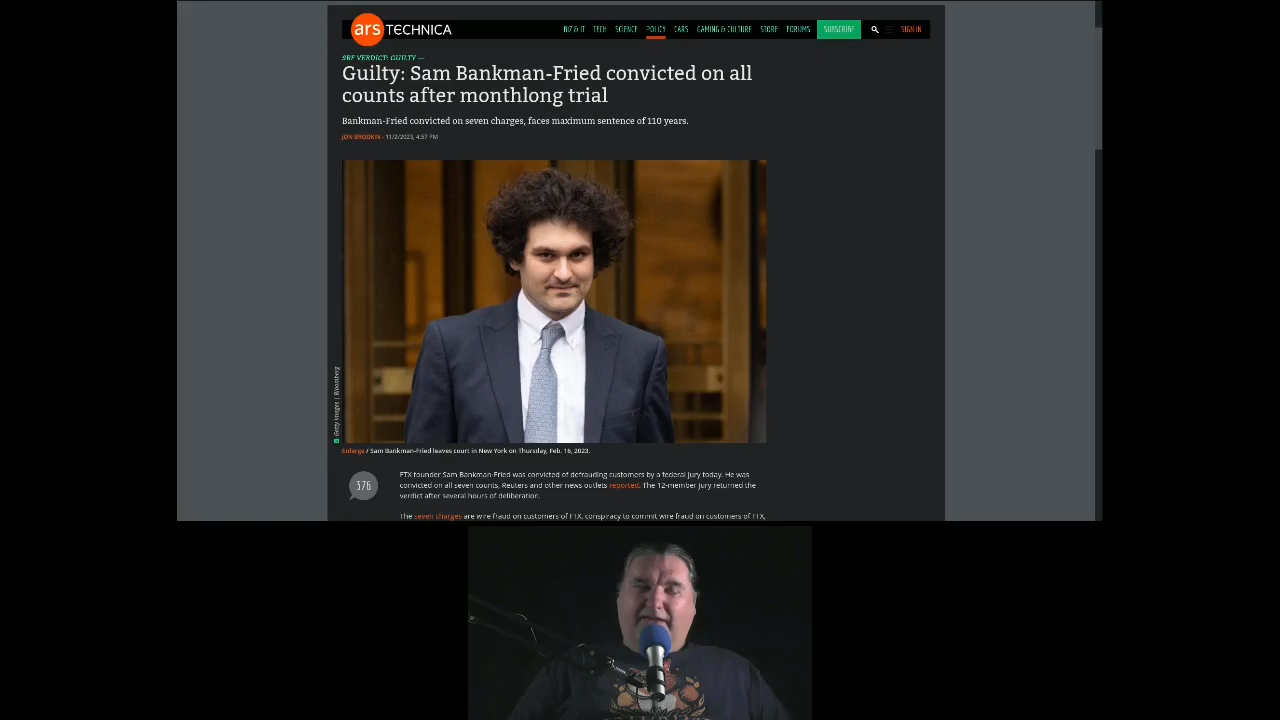 ars TECHNICA
BIZ & IT TECH SCIENCE POLICY CARS GAMING & CULTURE STORE FORUMS SUBSCRIBE SIGN IN
SBF VERDICT: GUILTY —
Guilty: Sam Bankman-Fried convicted on all
counts after monthlong trial
Bankman-Fried convicted on seven charges, faces maximum sentence of 110 years.
JON BRODKIN - 11/2/2023, 4:57 PM
Getty Images | Bloomberg
Enlarge / Sam Bankman-Fried leaves court in New York on Thursday, Feb. 16, 2023.
376
FTX founder Sam Bankman-Fried was convicted of defrauding customers by a federal jury today. He was
convicted on all seven counts, Reuters and other news outlets reported. The 12-member jury returned the
verdict after several hours of deliberation.
The seven charges are wire fraud on customers of FTX, conspiracy to commit wire fraud on customers of FTX,